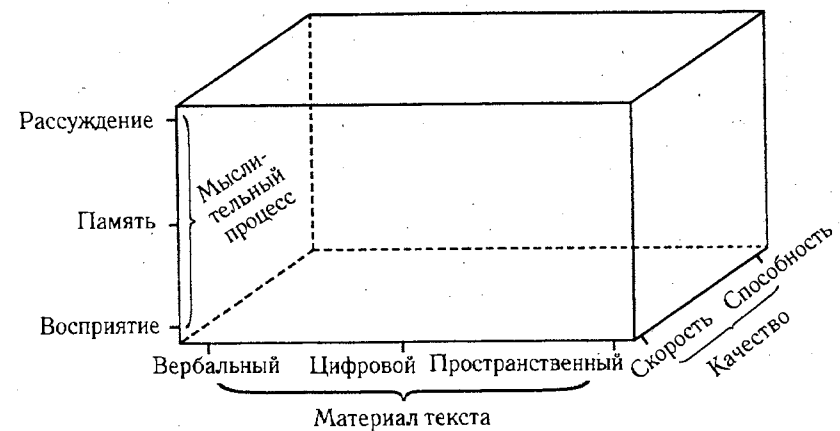 Рассуждение
Мысли-
тельный
процесс
Память
Восприятие
Вербальный Цифровой Пространственный
Материал текста
Скорость Способность
Качество